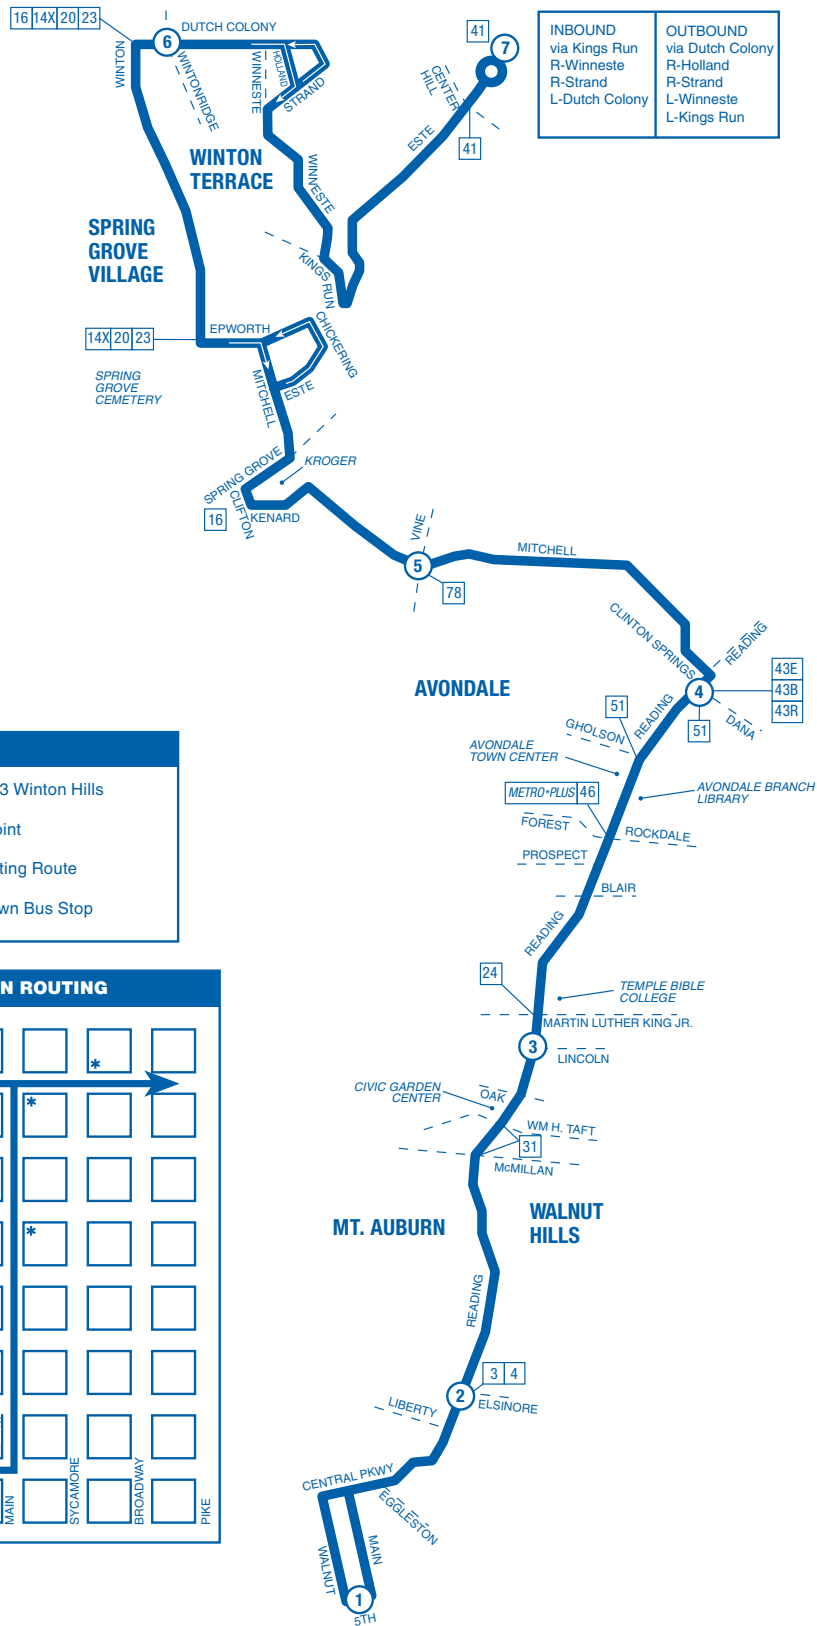 16 14X 20 23
6
DUTCH COLONY
WINTON
WINTONRIDGE
WINNESTE
HOLLAND
STRAND
41
7
CENTER
HILL
ESTE
41
INBOUND
via Kings Run
R-Winneste
R-Strand
L-Dutch Colony
OUTBOUND
via Dutch Colony
R-Holland
R-Strand
L-Winneste
L-Kings Run
WINTON
TERRACE
WINNESTE
SPRING
GROVE
VILLAGE
KINGS RUN
14X 20 23
EPWORTH
CHICKERING
SPRING
GROVE
CEMETERY
MITCHELL
ESTE
SPRING GROVE
KROGER
16
CLIFTON
KENARD
VINE
5
78
MITCHELL
CLINTON SPRINGS
READING
43E
43B
43R
4
51
DANA
AVONDALE
51
READING
GHOLSON
AVONDALE
TOWN CENTER
AVONDALE BRANCH
LIBRARY
METRO*PLUS 46
FOREST
ROCKDALE
PROSPECT
BLAIR
READING
3 Winton Hills
oint
ting Route
wn Bus Stop
24
TEMPLE BIBLE
COLLEGE
MARTIN LUTHER KING JR.
3
LINCOLN
CIVIC GARDEN
CENTER
OAK
WM H. TAFT
31
McMILLAN
N ROUTING
*
*
*
MAIN
SYCAMORE
BROADWAY
PIKE
MT. AUBURN
WALNUT
HILLS
READING
3 4
2
LIBERTY
ELSINORE
CENTRAL PKWY
EGGLESTON
WALNUT
MAIN
1
5TH